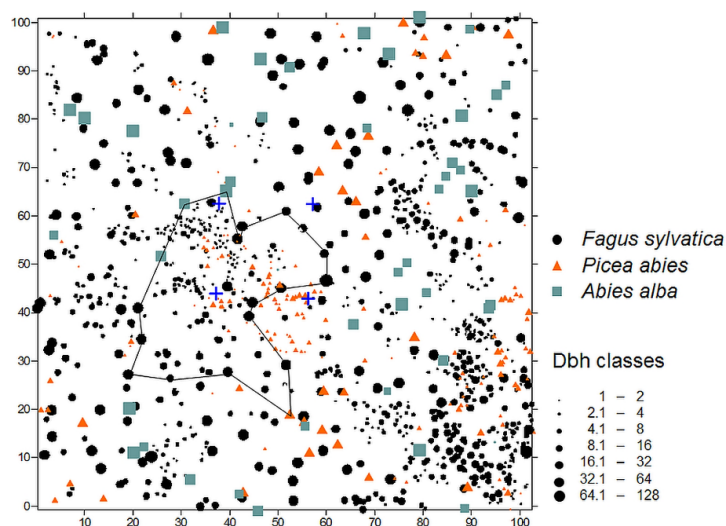 100
90
80
70
60
50
40
30
20
10
0
10 20 30 40 50 60 70 80 90 100
Fagus sylvatica
Picea abies
Abies alba
Dbh classes
1 – 2
2.1 – 4
4.1 – 8
8.1 – 16
16.1 – 32
32.1 – 64
64.1 – 128